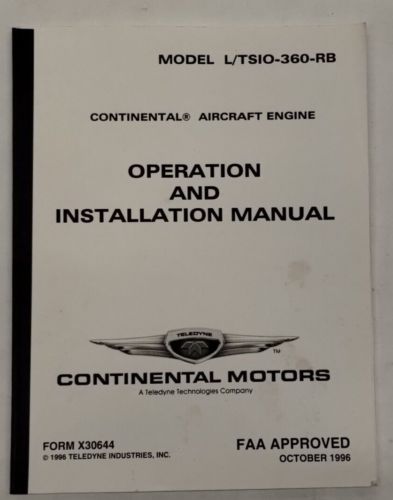 MODEL L/TSIO-360-RB
CONTINENTAL® AIRCRAFT ENGINE
OPERATION
AND
INSTALLATION MANUAL
TELEDYNE
TM
CONTINENTAL MOTORS
A Teledyne Technologies Company
FORM X30644
FAA APPROVED
© 1996 TELEDYNE INDUSTRIES, INC.
OCTOBER 1996